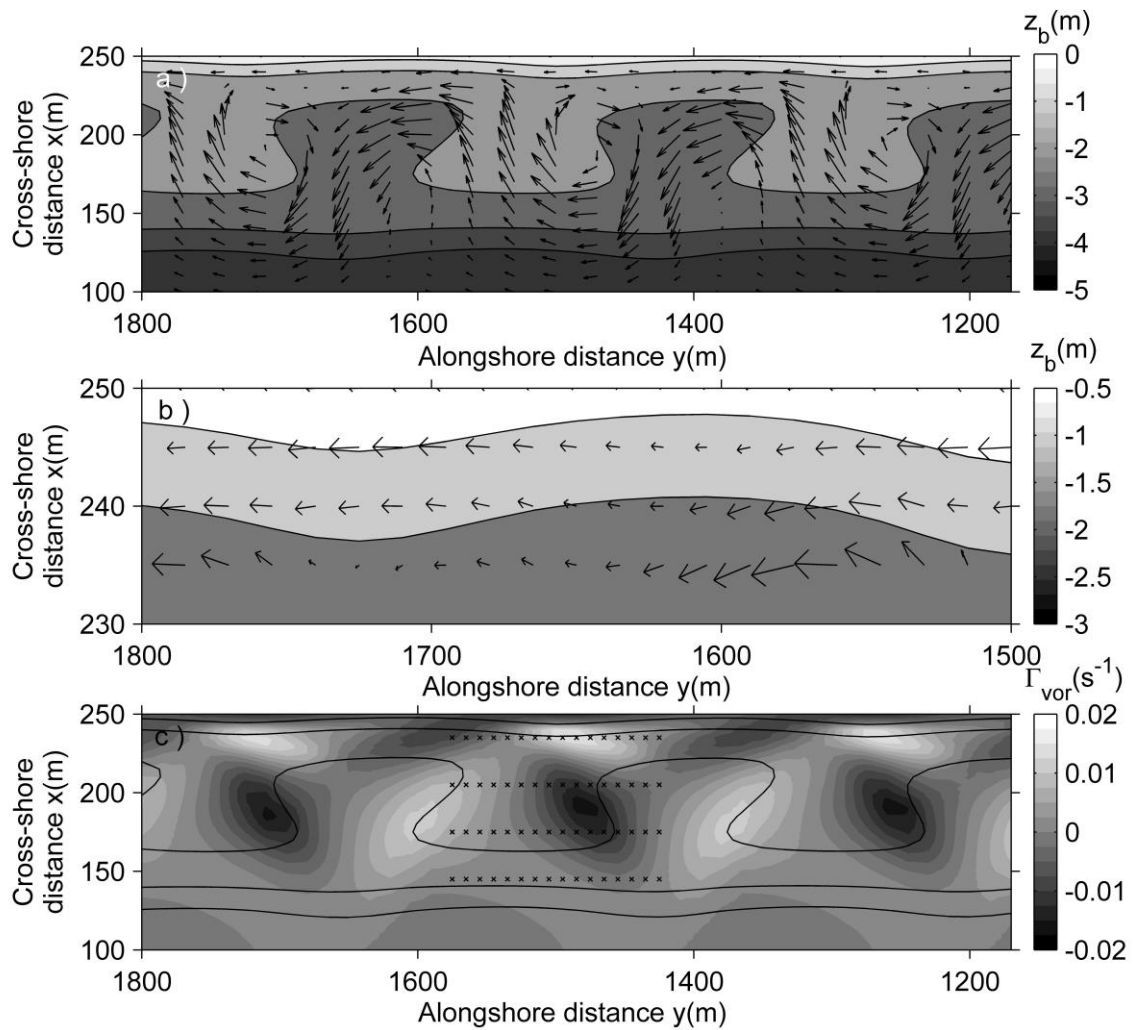 z_b(m)
250
200
150
100
a )
Cross-shore
distance x(m)
1800
1600
1400
1200
Alongshore distance y(m)
0
-1
-2
-3
-4
-5
z_b(m)
250
240
230
b )
Cross-shore
distance x(m)
1800
1700
1600
1500
Alongshore distance y(m)
-0.5
-1
-1.5
-2
-2.5
-3
Γ_vor(s^-1)
250
200
150
100
c )
Cross-shore
distance x(m)
1800
1600
1400
1200
Alongshore distance y(m)
0.02
0.01
0
-0.01
-0.02